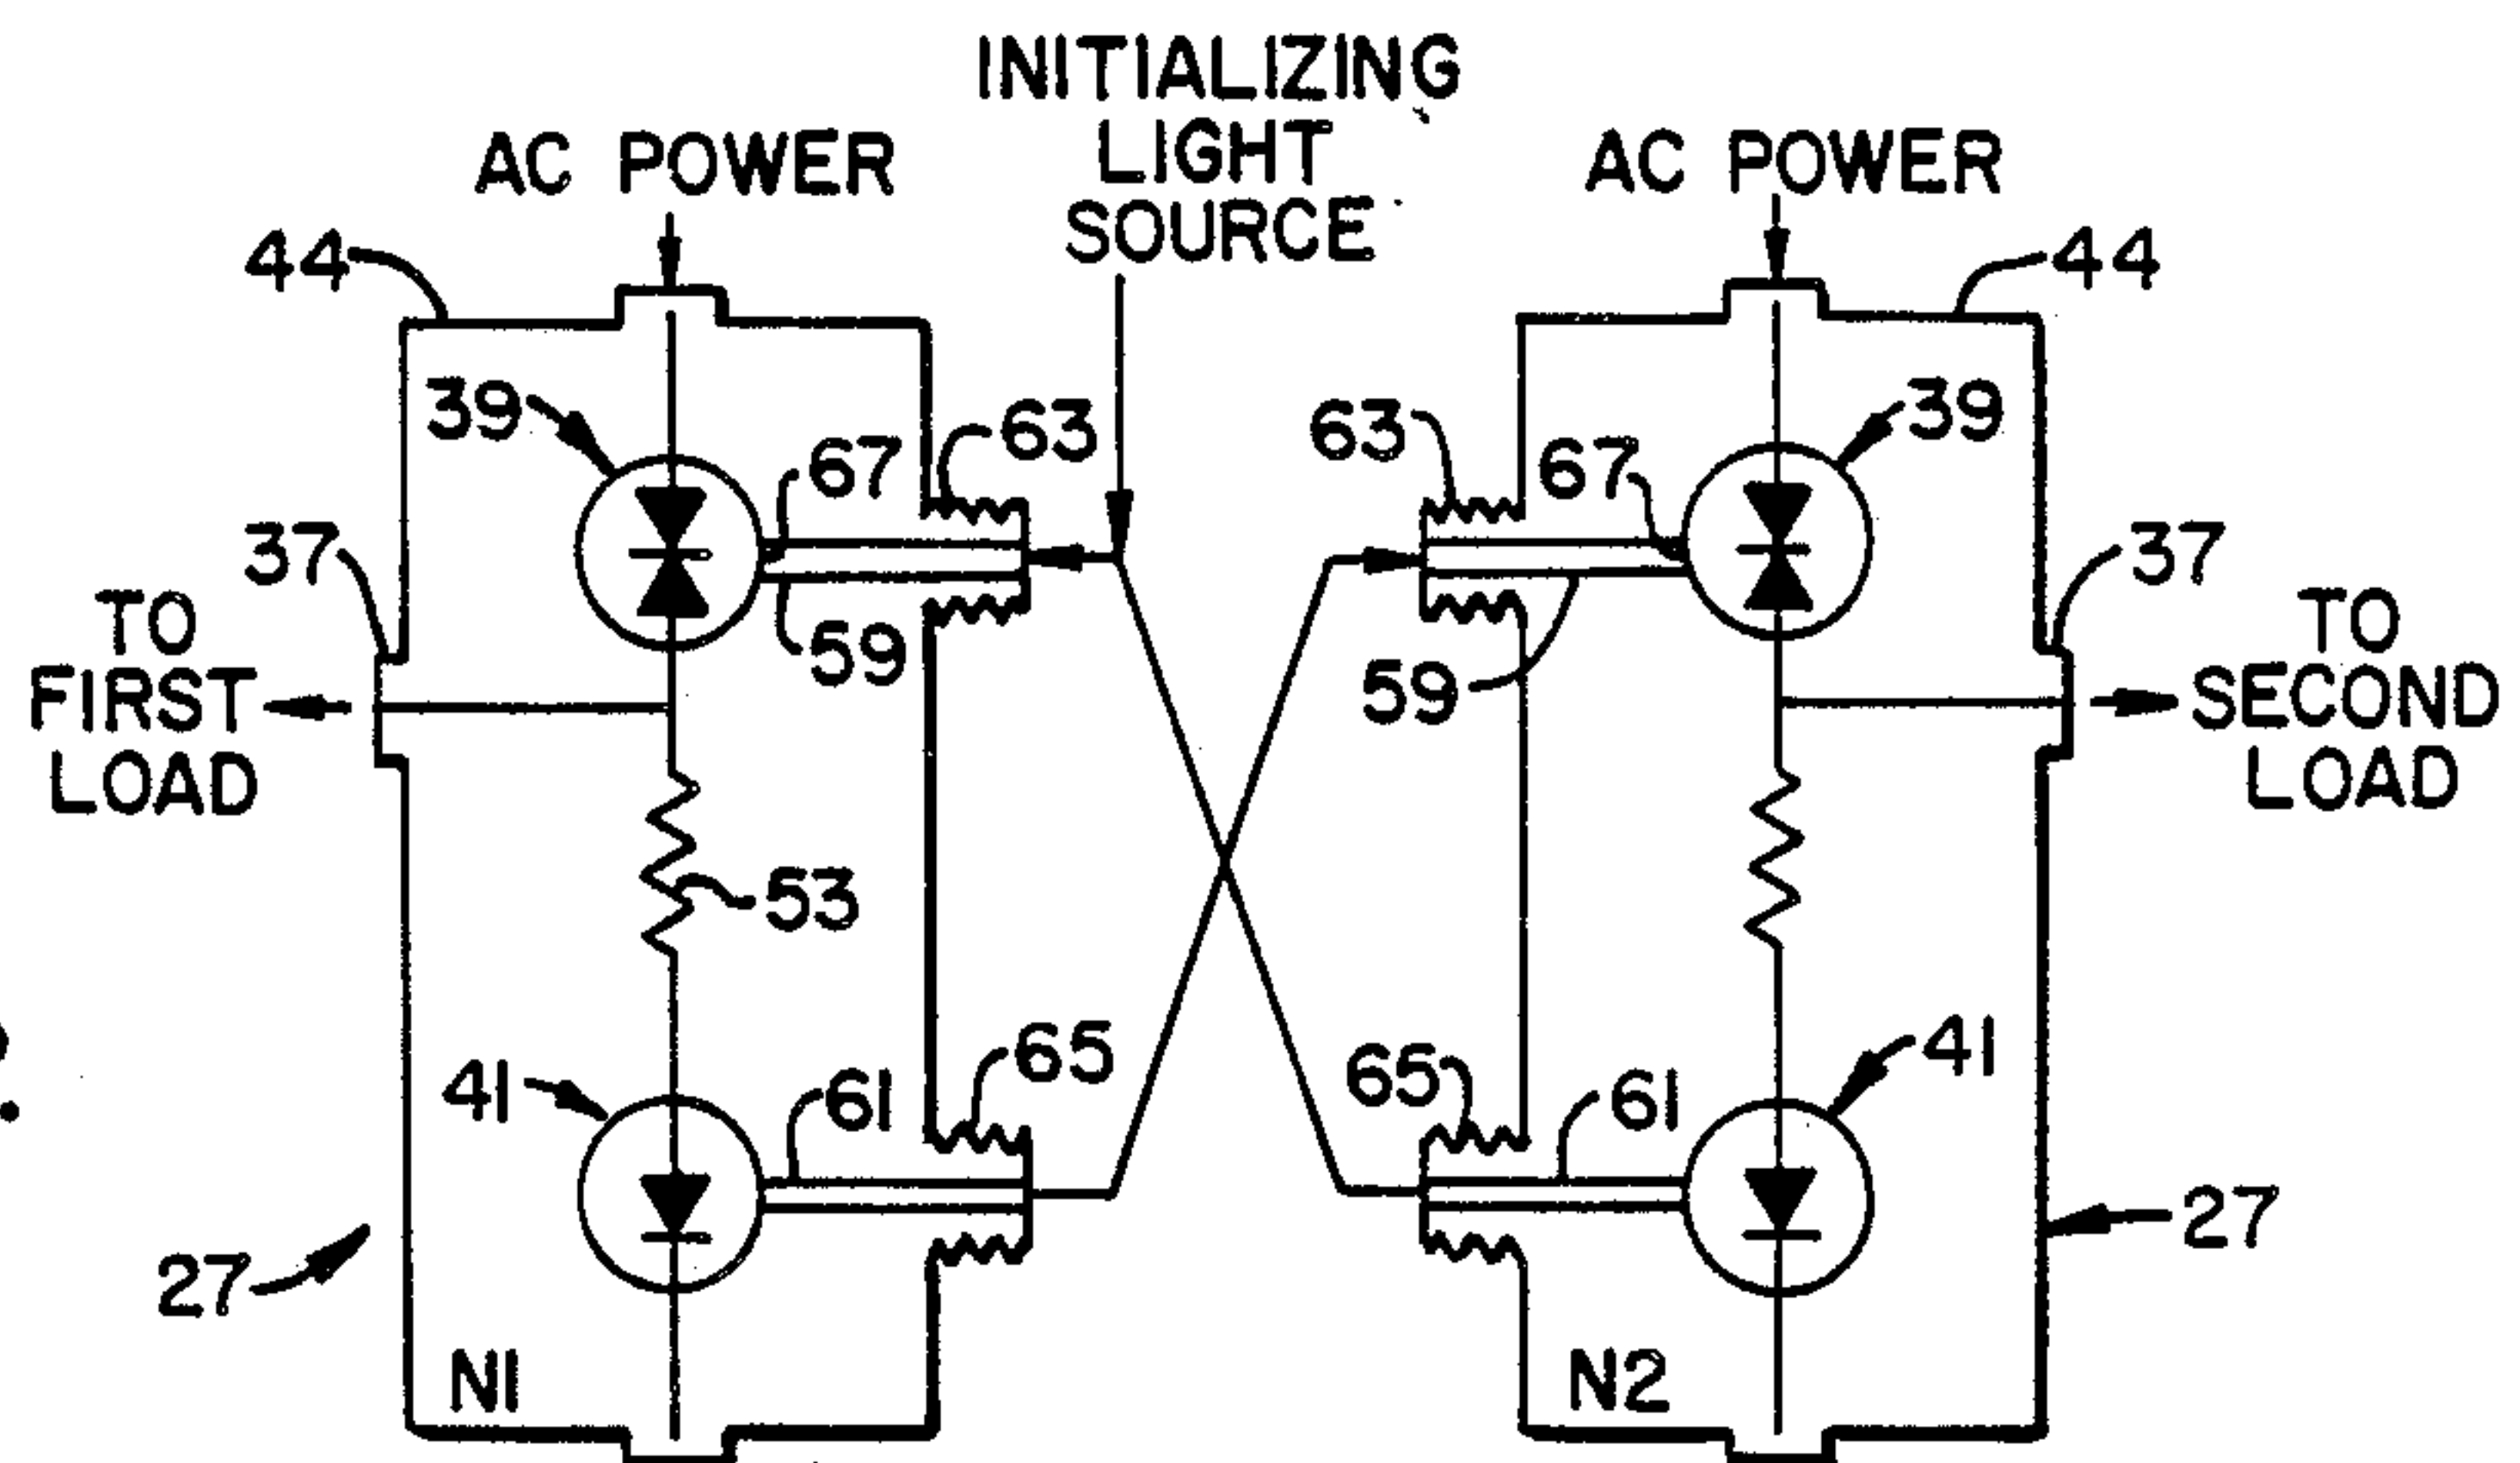 INITIALIZING
LIGHT
SOURCE
AC POWER
AC POWER
44
44
39
39
67
63
63
67
37
37
TO
FIRST
LOAD
59
59
TO
SECOND
LOAD
53
41
61
65
65
61
41
27
27
N1
N2